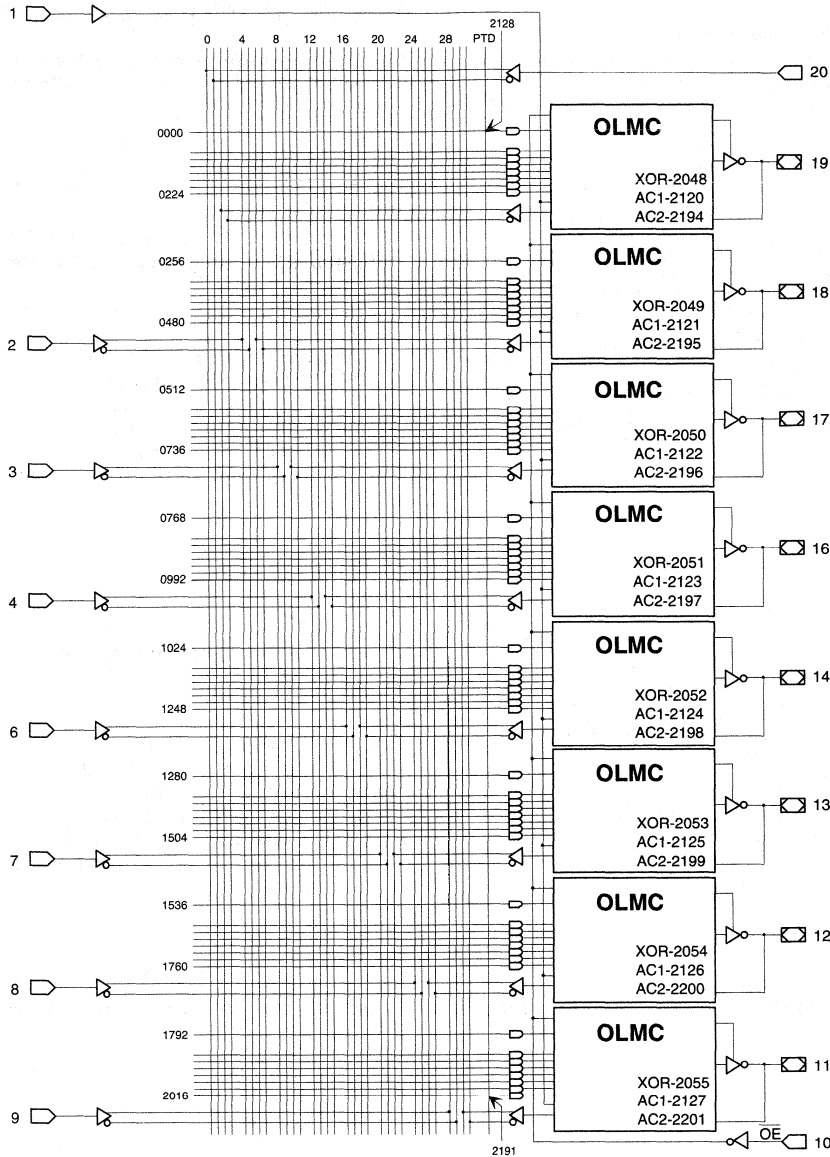 1
2128
0 4 8 12 16 20 24 28 PTD
20
0000
OLMC
19
XOR-2048
0224
AC1-2120
AC2-2194
0256
OLMC
18
XOR-2049
0480
AC1-2121
2
AC2-2195
0512
OLMC
17
XOR-2050
0736
AC1-2122
3
AC2-2196
0768
OLMC
16
XOR-2051
0992
AC1-2123
4
AC2-2197
1024
OLMC
14
XOR-2052
1248
AC1-2124
6
AC2-2198
1280
OLMC
13
XOR-2053
1504
AC1-2125
7
AC2-2199
1536
OLMC
12
XOR-2054
1760
AC1-2126
8
AC2-2200
1792
OLMC
11
XOR-2055
2016
AC1-2127
9
AC2-2201
OE
10
2191